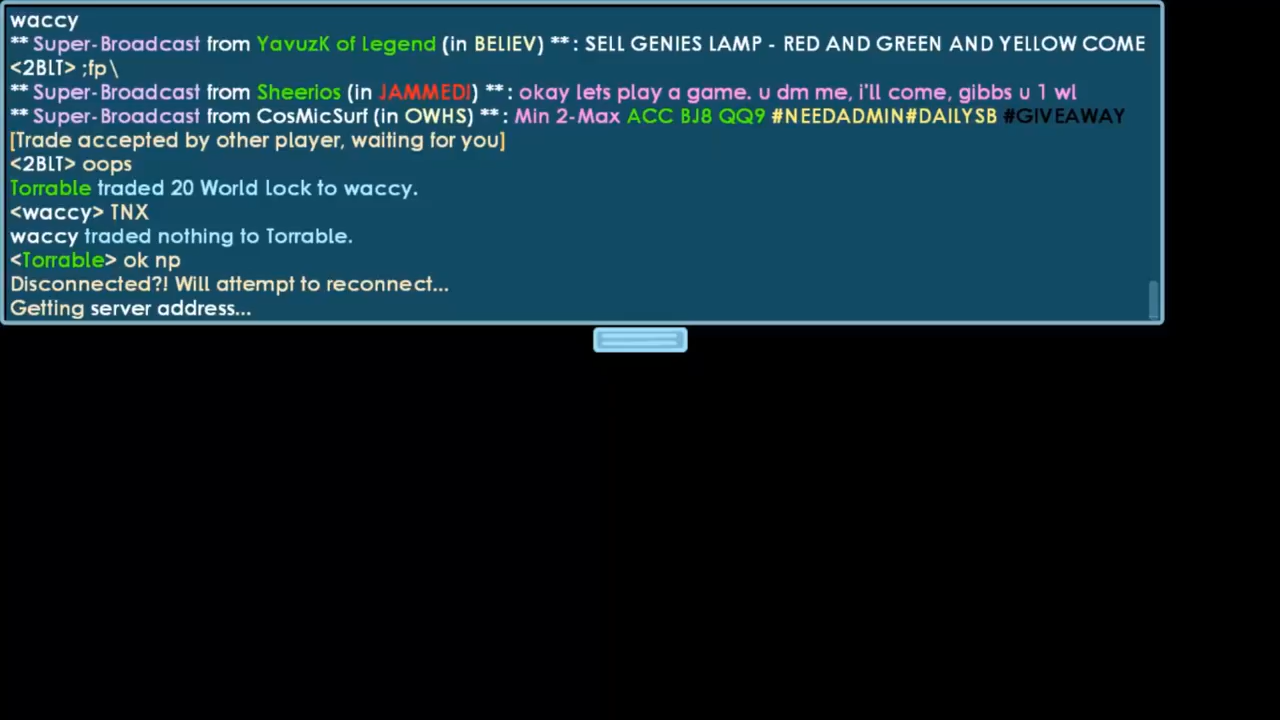 waccy
** Super-Broadcast from YavuzK of Legend (in BELIEV) ** : SELL GENIES LAMP - RED AND GREEN AND YELLOW COME
<2BLT> ;fp\
** Super-Broadcast from Sheerios (in JAMMEDI) ** : okay lets play a game. u dm me, i'll come, gibbs u 1 wl
** Super-Broadcast from CosMicSurf (in OWHS) ** : Min 2-Max ACC BJ8 QQ9 #NEEDADMIN#DAILYSB #GIVEAWAY
[Trade accepted by other player, waiting for you]
<2BLT> oops
Torrable traded 20 World Lock to waccy.
<waccy> TNX
waccy traded nothing to Torrable.
<Torrable> ok np
Disconnected?! Will attempt to reconnect...
Getting server address...